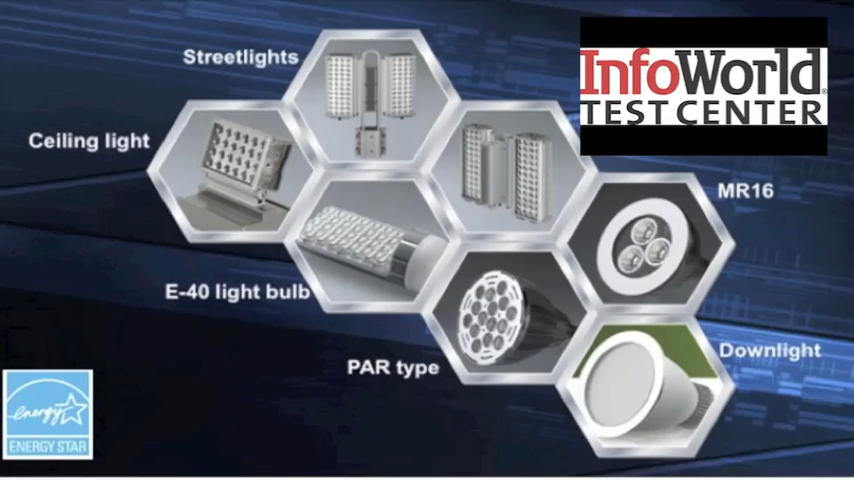 Streetlights
InfoWorld®
TEST CENTER
Ceiling light
MR16
E-40 light bulb
Downlight
PAR type
energy
ENERGY STAR